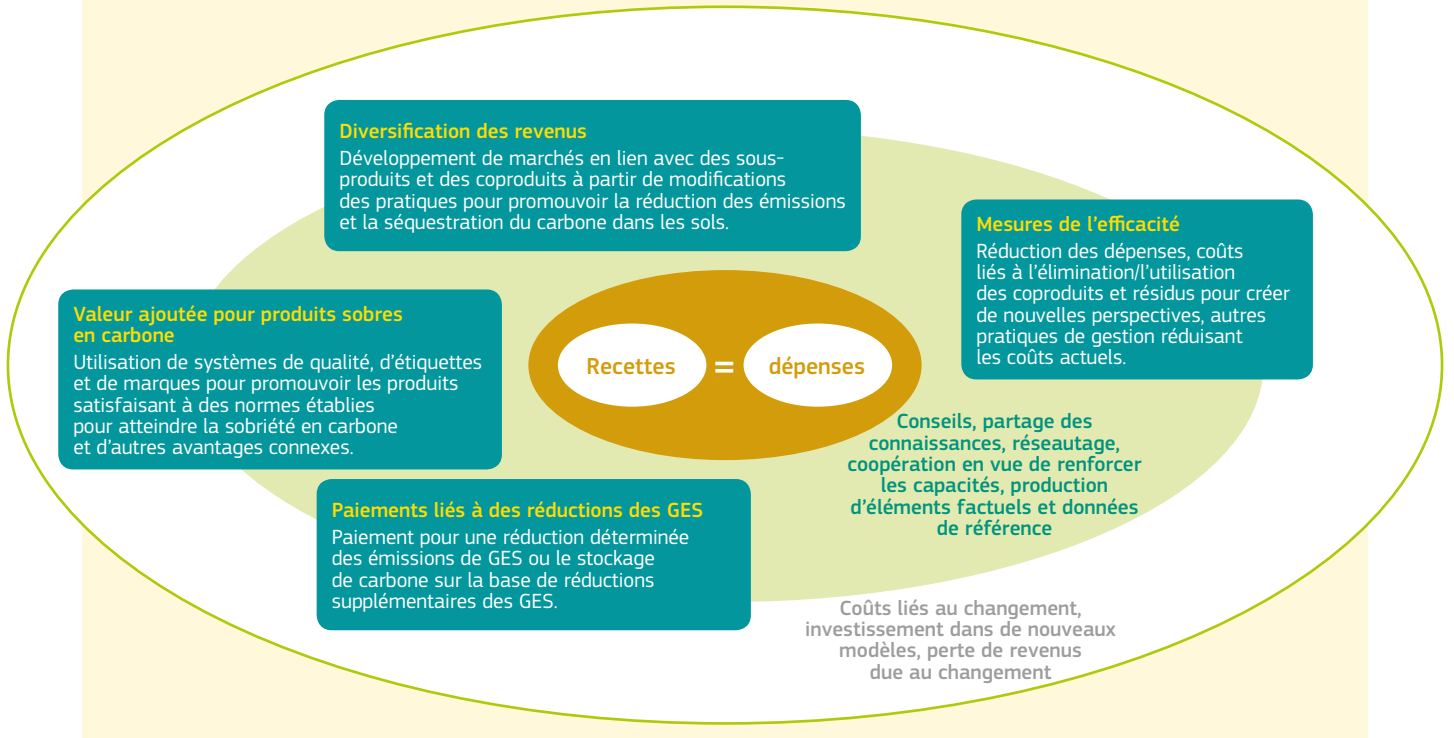 Diversification des revenus
Développement de marchés en lien avec des sous-
produits et des coproduits à partir de modifications
des pratiques pour promouvoir la réduction des émissions
et la séquestration du carbone dans les sols.
Mesures de l’efficacité
Réduction des dépenses, coûts
liés à l’élimination/l’utilisation
des coproduits et résidus pour créer
de nouvelles perspectives, autres
pratiques de gestion réduisant
les coûts actuels.
Valeur ajoutée pour produits sobres
en carbone
Utilisation de systèmes de qualité, d’étiquettes
et de marques pour promouvoir les produits
satisfaisant à des normes établies
pour atteindre la sobriété en carbone
et d’autres avantages connexes.
Recettes = dépenses
Conseils, partage des
connaissances, réseautage,
coopération en vue de renforcer
les capacités, production
d’éléments factuels et données
de référence
Paiements liés à des réductions des GES
Paiement pour une réduction déterminée
des émissions de GES ou le stockage
de carbone sur la base de réductions
supplémentaires des GES.
Coûts liés au changement,
investissement dans de nouveaux
modèles, perte de revenus
due au changement